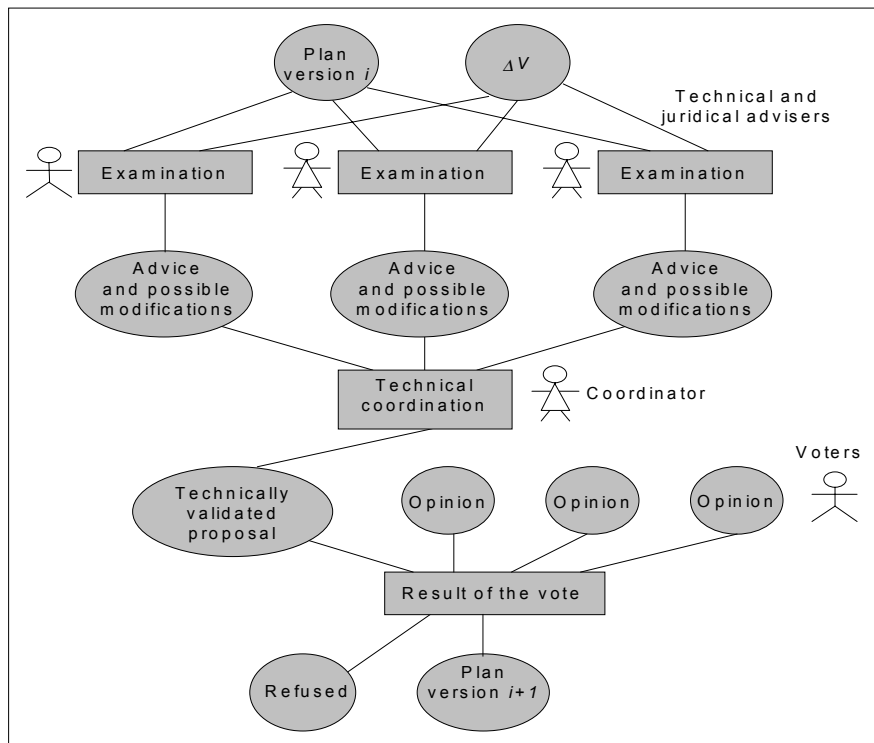 Plan
version i
ΔV
Technical and
juridical advisers
Examination
Examination
Examination
Advice
and possible
modifications
Advice
and possible
modifications
Advice
and possible
modifications
Technical
coordination
Coordinator
Voters
Technically
validated
proposal
Opinion
Opinion
Opinion
Result of the vote
Refused
Plan
version i+1